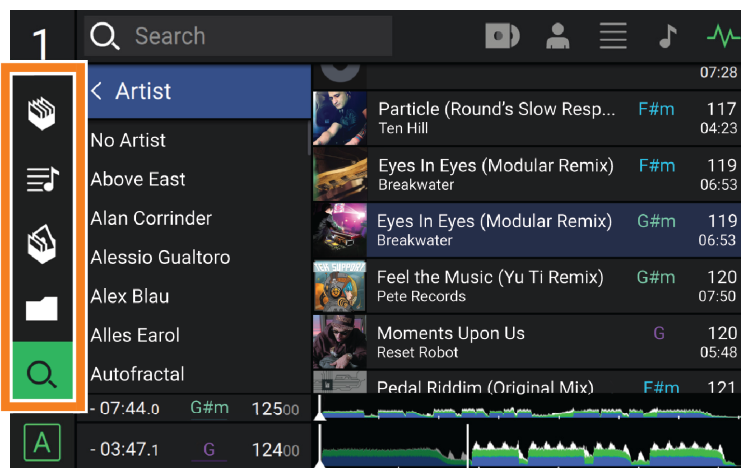 1
Search
07:28
< Artist
No Artist
Above East
Alan Corrinder
Alessio Gualtoro
Alex Blau
Alles Earol
Autofractal
Particle (Round's Slow Resp... F#m 117
Ten Hill 04:23
Eyes In Eyes (Modular Remix) F#m 119
Breakwater 06:53
Eyes In Eyes (Modular Remix) G#m 119
Breakwater 06:53
Feel the Music (Yu Ti Remix) G#m 120
Pete Records 07:50
Moments Upon Us G 120
Reset Robot 05:48
Pedal Riddim (Original Mix) F#m 121
- 07:44.0 G#m 12500
A
- 03:47.1 G 12400